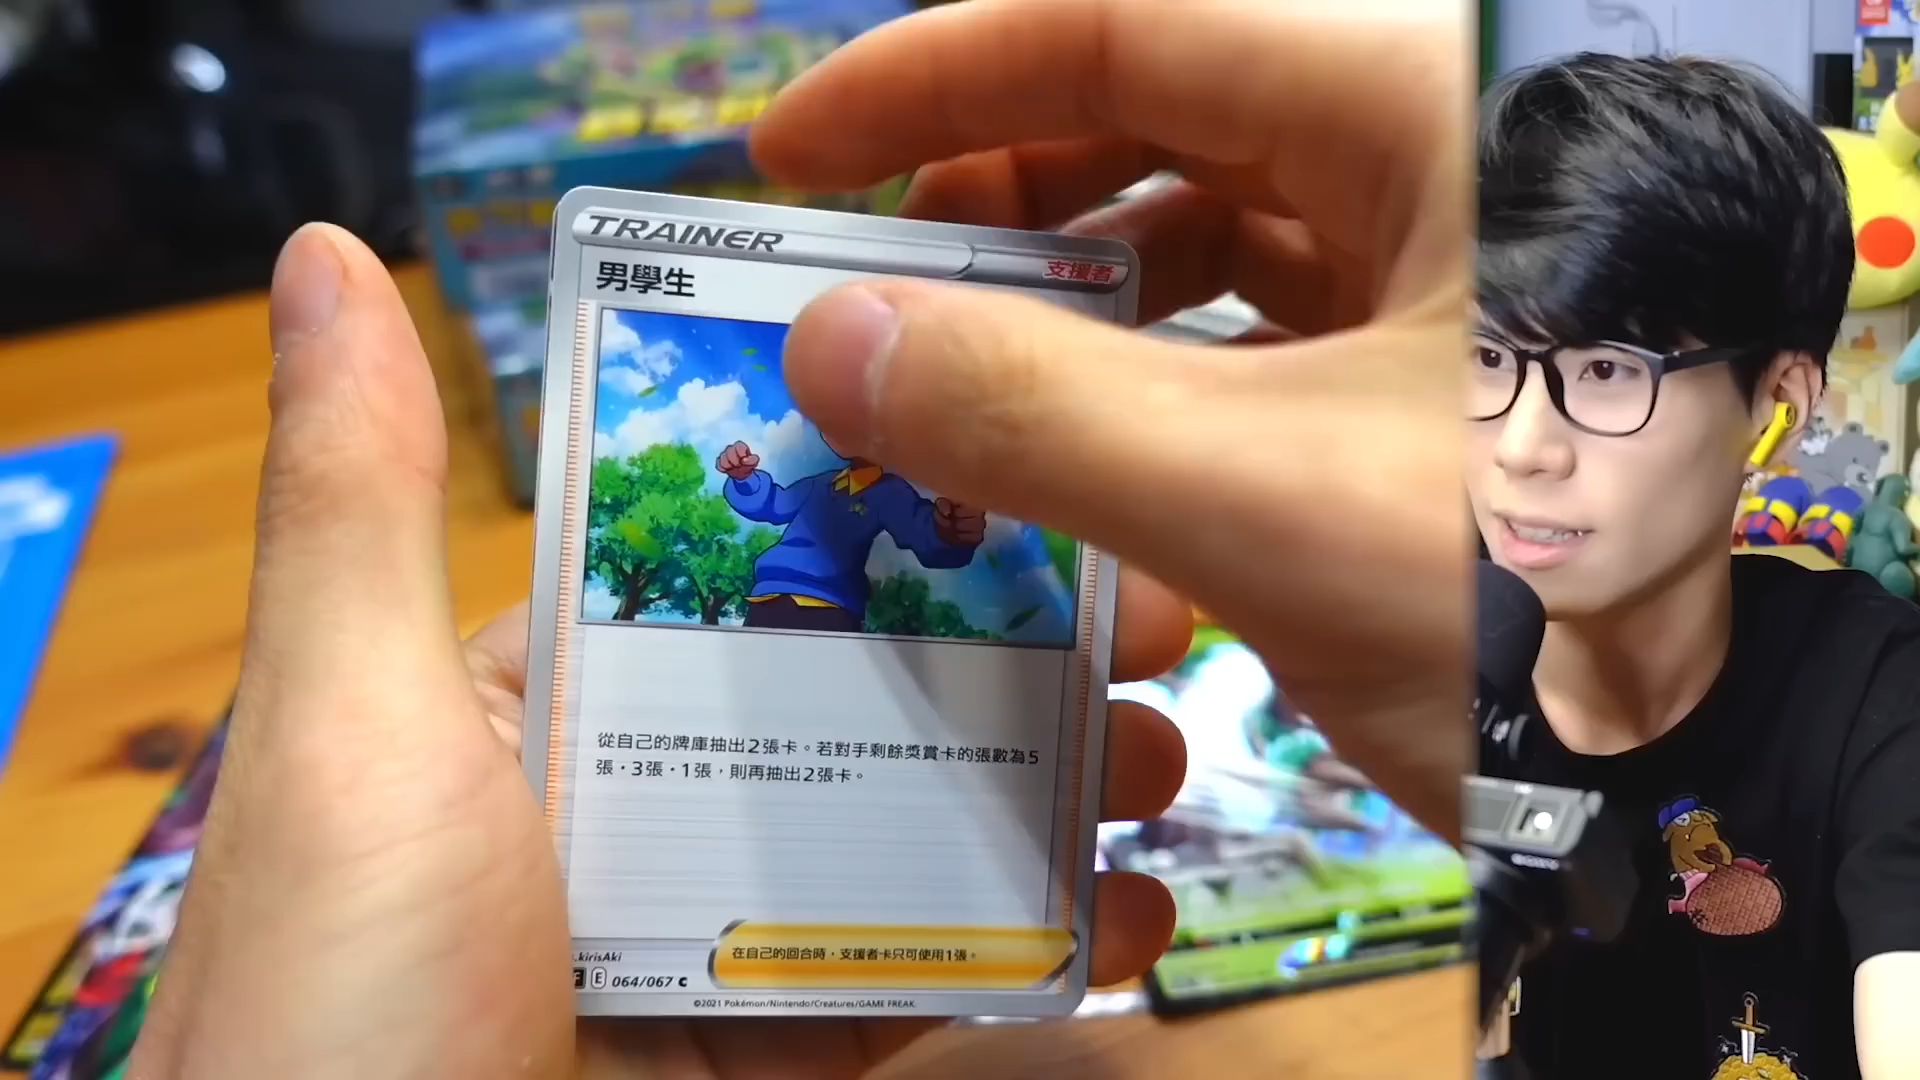 TRAINER
支援者
男學生
從自己的牌庫抽出2張卡。若對手剩餘獎賞卡的張數為5
張・3張・1張，則再抽出2張卡。
在自己的回合時，支援者卡只可使用1張。
.kirisAki
F E 064/067 C
©2021 Pokémon/Nintendo/Creatures/GAME FREAK.
SONY